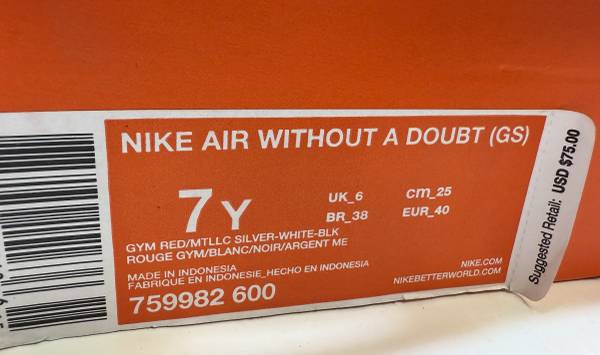 NIKE AIR WITHOUT A DOUBT (GS)
7 Y
UK_6 cm_25
BR_38 EUR_40
GYM RED/MTLLC SILVER-WHITE-BLK
ROUGE GYM/BLANC/NOIR/ARGENT ME
MADE IN INDONESIA
FABRIQUE EN INDONESIE_HECHO EN INDONESIA
759982 600
NIKE.COM
NIKEBETTERWORLD.COM
Suggested Retail: USD $75.00